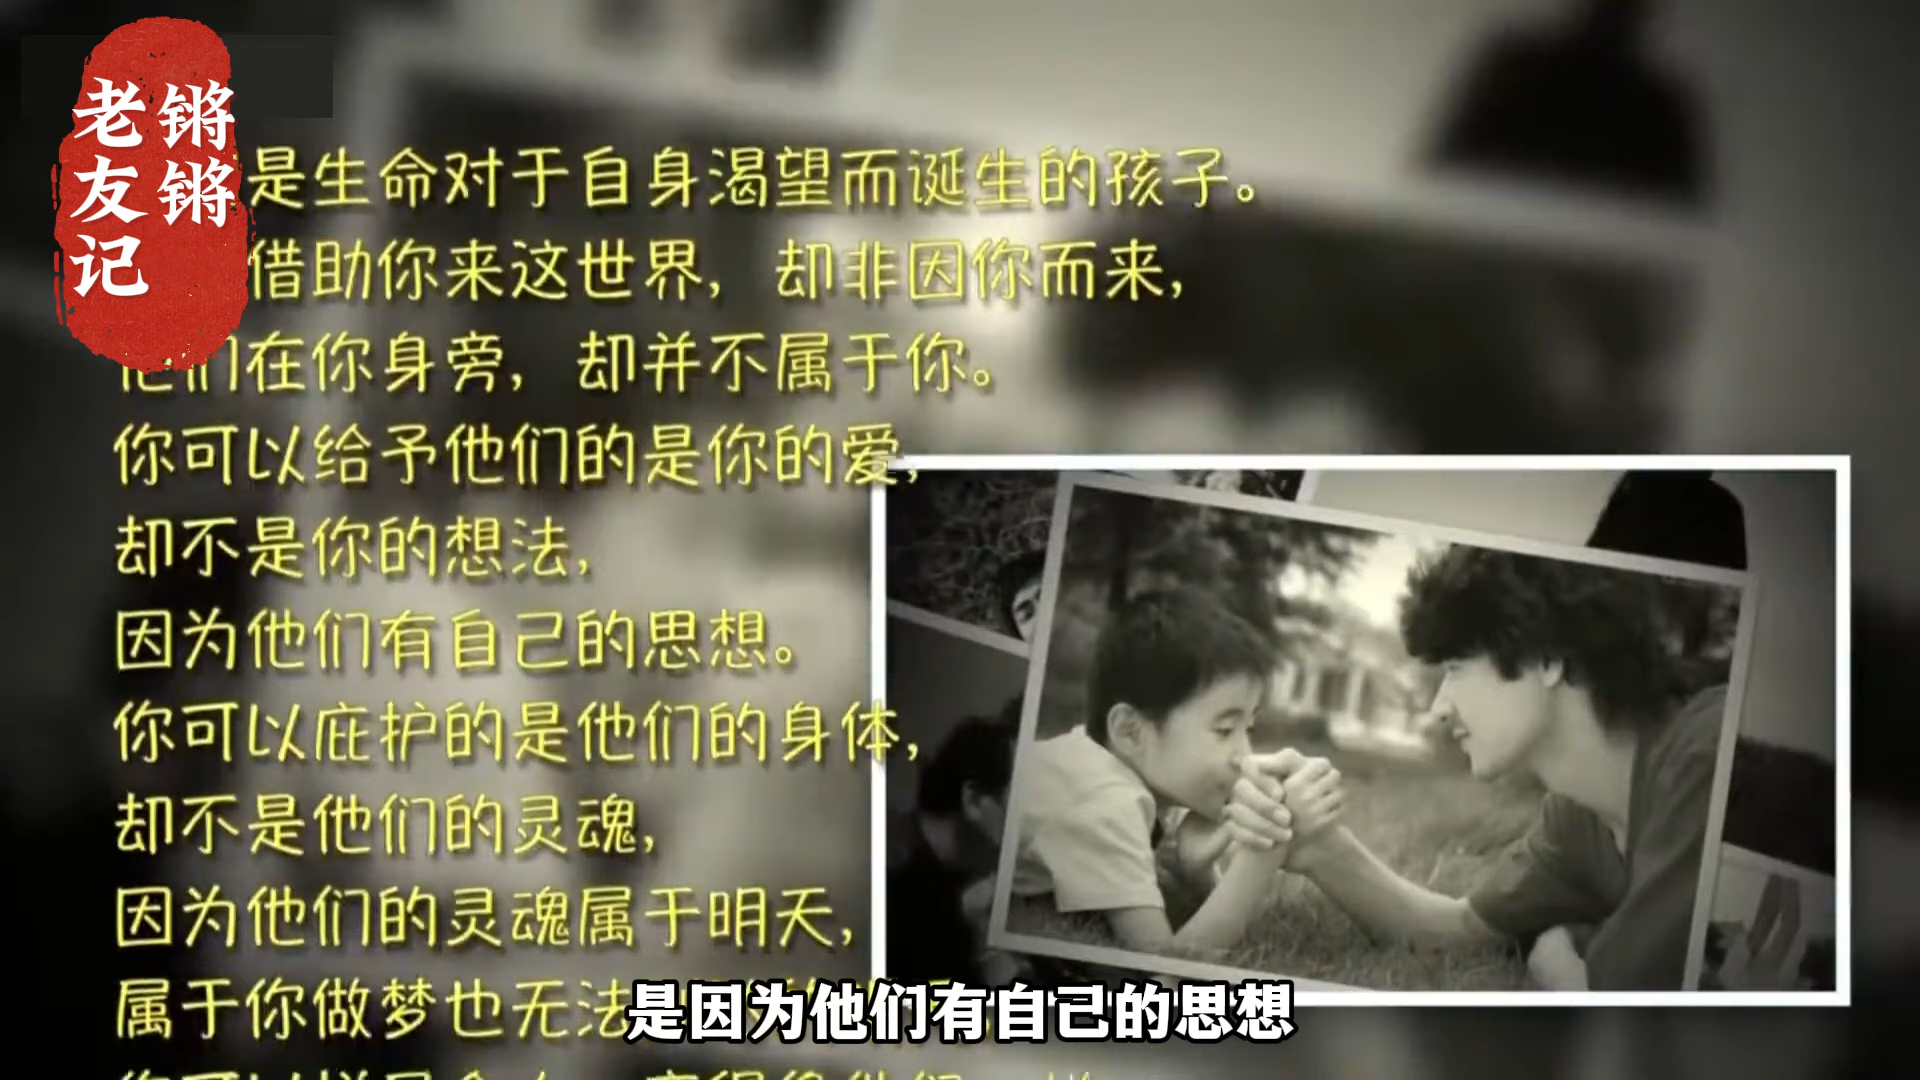 锵锵
老友记
是生命对于自身渴望而诞生的孩子。
借助你来这世界，却非因你而来，
他们在你身旁，却并不属于你。
你可以给予他们的是你的爱，
却不是你的想法，
因为他们有自己的思想。
你可以庇护的是他们的身体，
却不是他们的灵魂，
因为他们的灵魂属于明天，
属于你做梦也无法
是因为他们有自己的思想